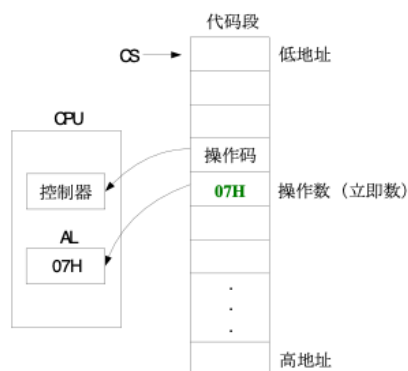 代码段
CS
低地址
CPU
操作码
控制器
07H
操作数（立即数）
AL
07H
.
.
.
高地址